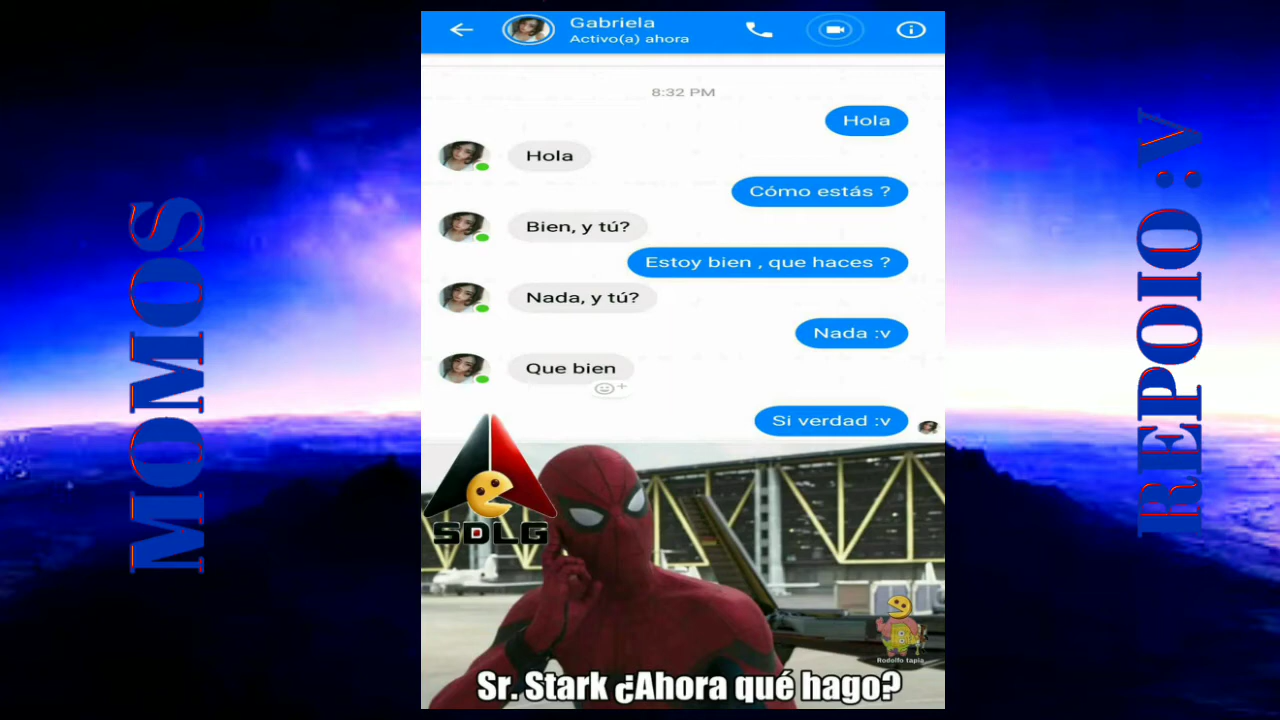 MOMOS
REPOIO :V
Gabriela
Activo(a) ahora
8:32 PM
Hola
Hola
Cómo estás ?
Bien, y tú?
Estoy bien , que haces ?
Nada, y tú?
Nada :v
Que bien
Si verdad :v
SDLG
Rodolfo tapia
Sr. Stark ¿Ahora qué hago?